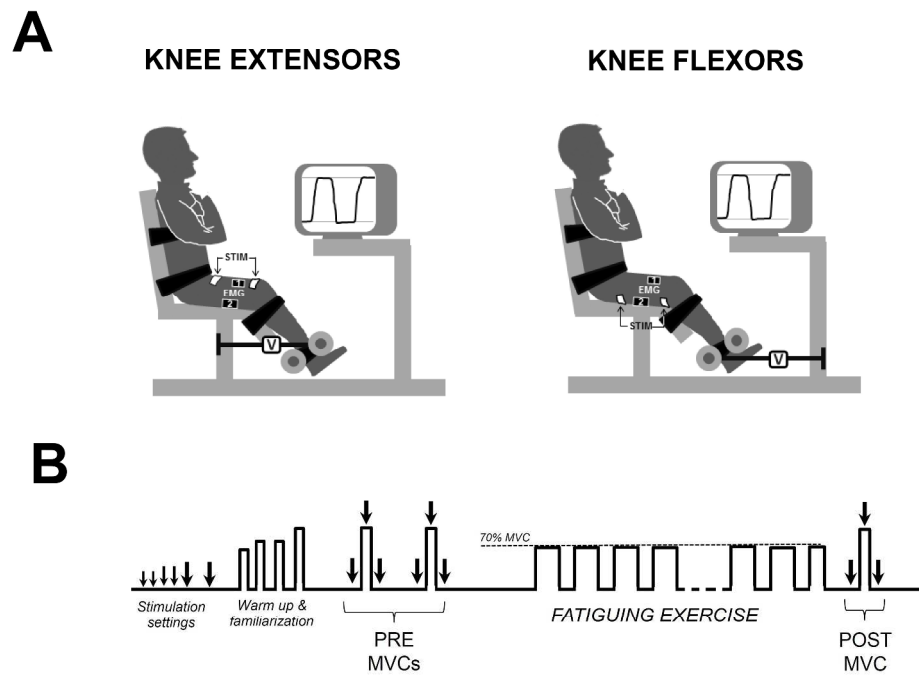 A
KNEE EXTENSORS
KNEE FLEXORS
STIM
1
EMG
2
V
1
EMG
2
STIM
V
B
70% MVC
Stimulation
settings
Warm up &
familiarization
PRE
MVCs
FATIGUING EXERCISE
POST
MVC